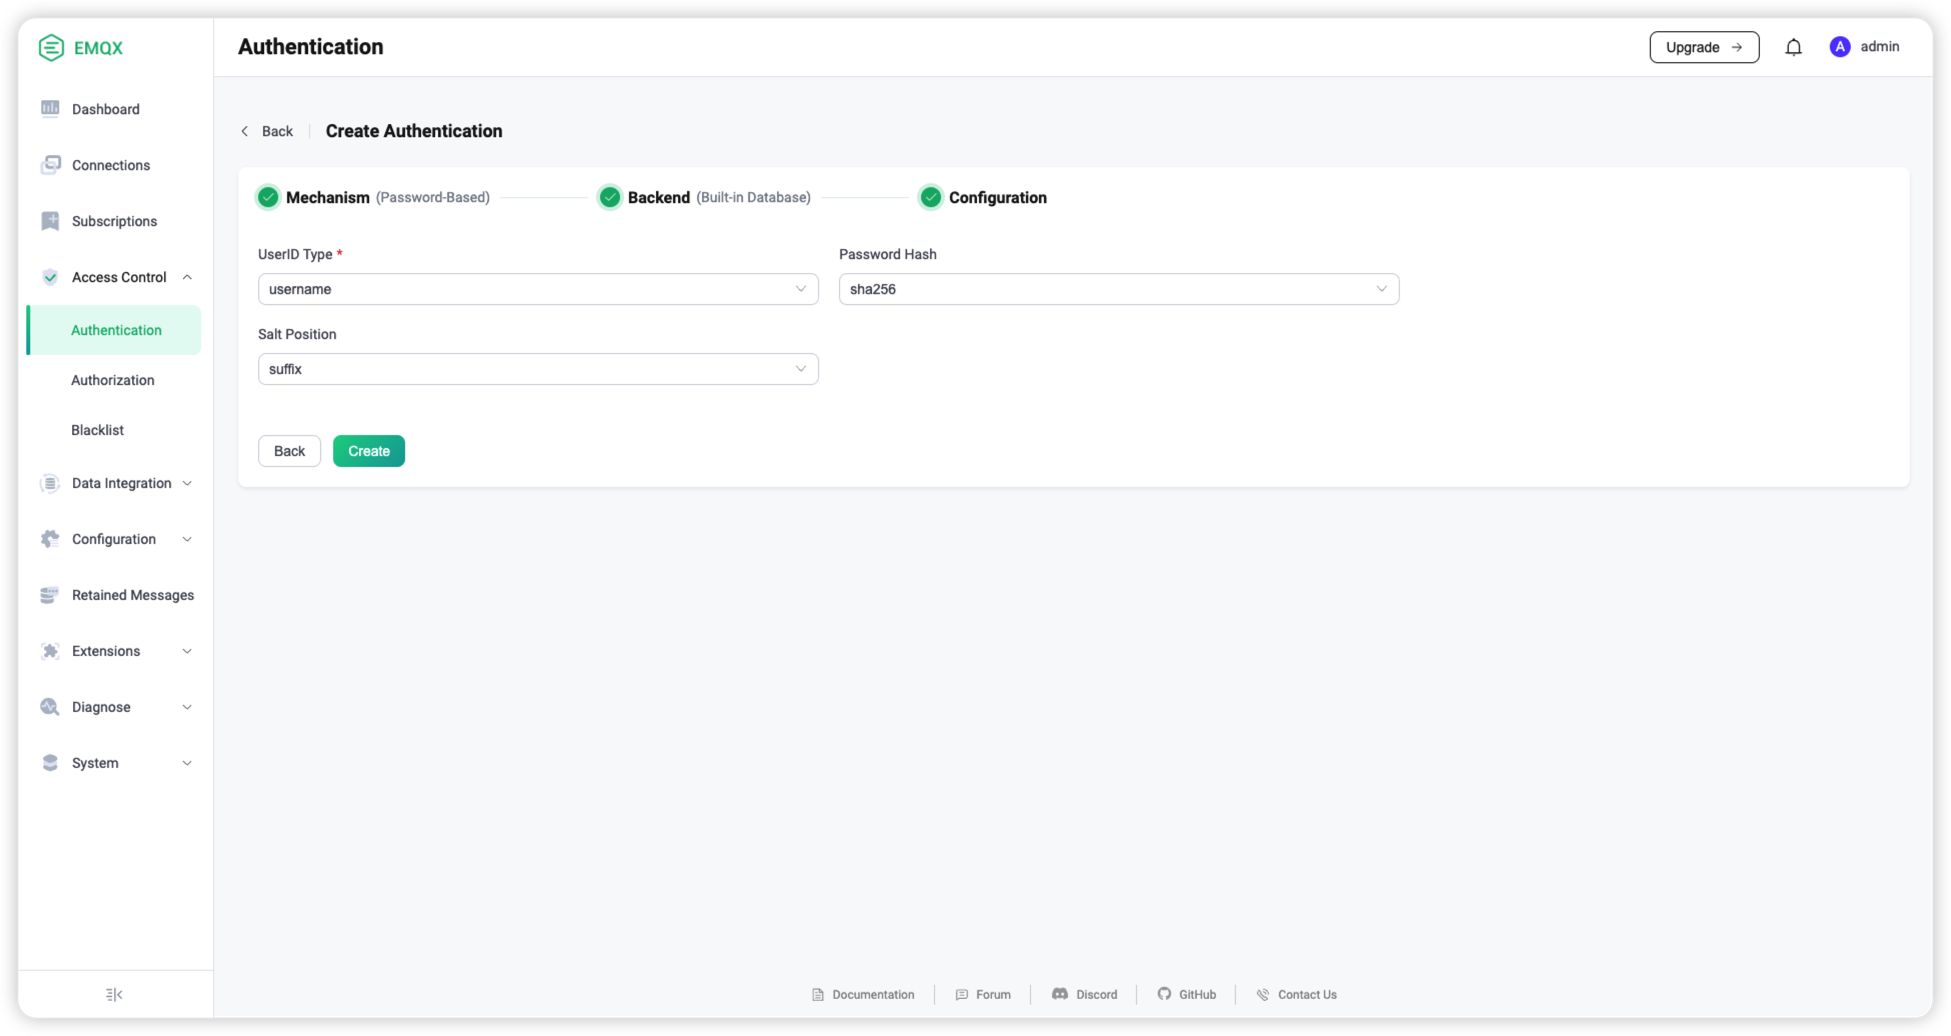 EMQX
Authentication
Upgrade →
A admin
Dashboard
Connections
Subscriptions
Access Control
Authentication
Authorization
Blacklist
Data Integration
Configuration
Retained Messages
Extensions
Diagnose
System
Back
Create Authentication
Mechanism (Password-Based)
Backend (Built-in Database)
Configuration
UserID Type *
Password Hash
username
sha256
Salt Position
suffix
Back
Create
Documentation
Forum
Discord
GitHub
Contact Us